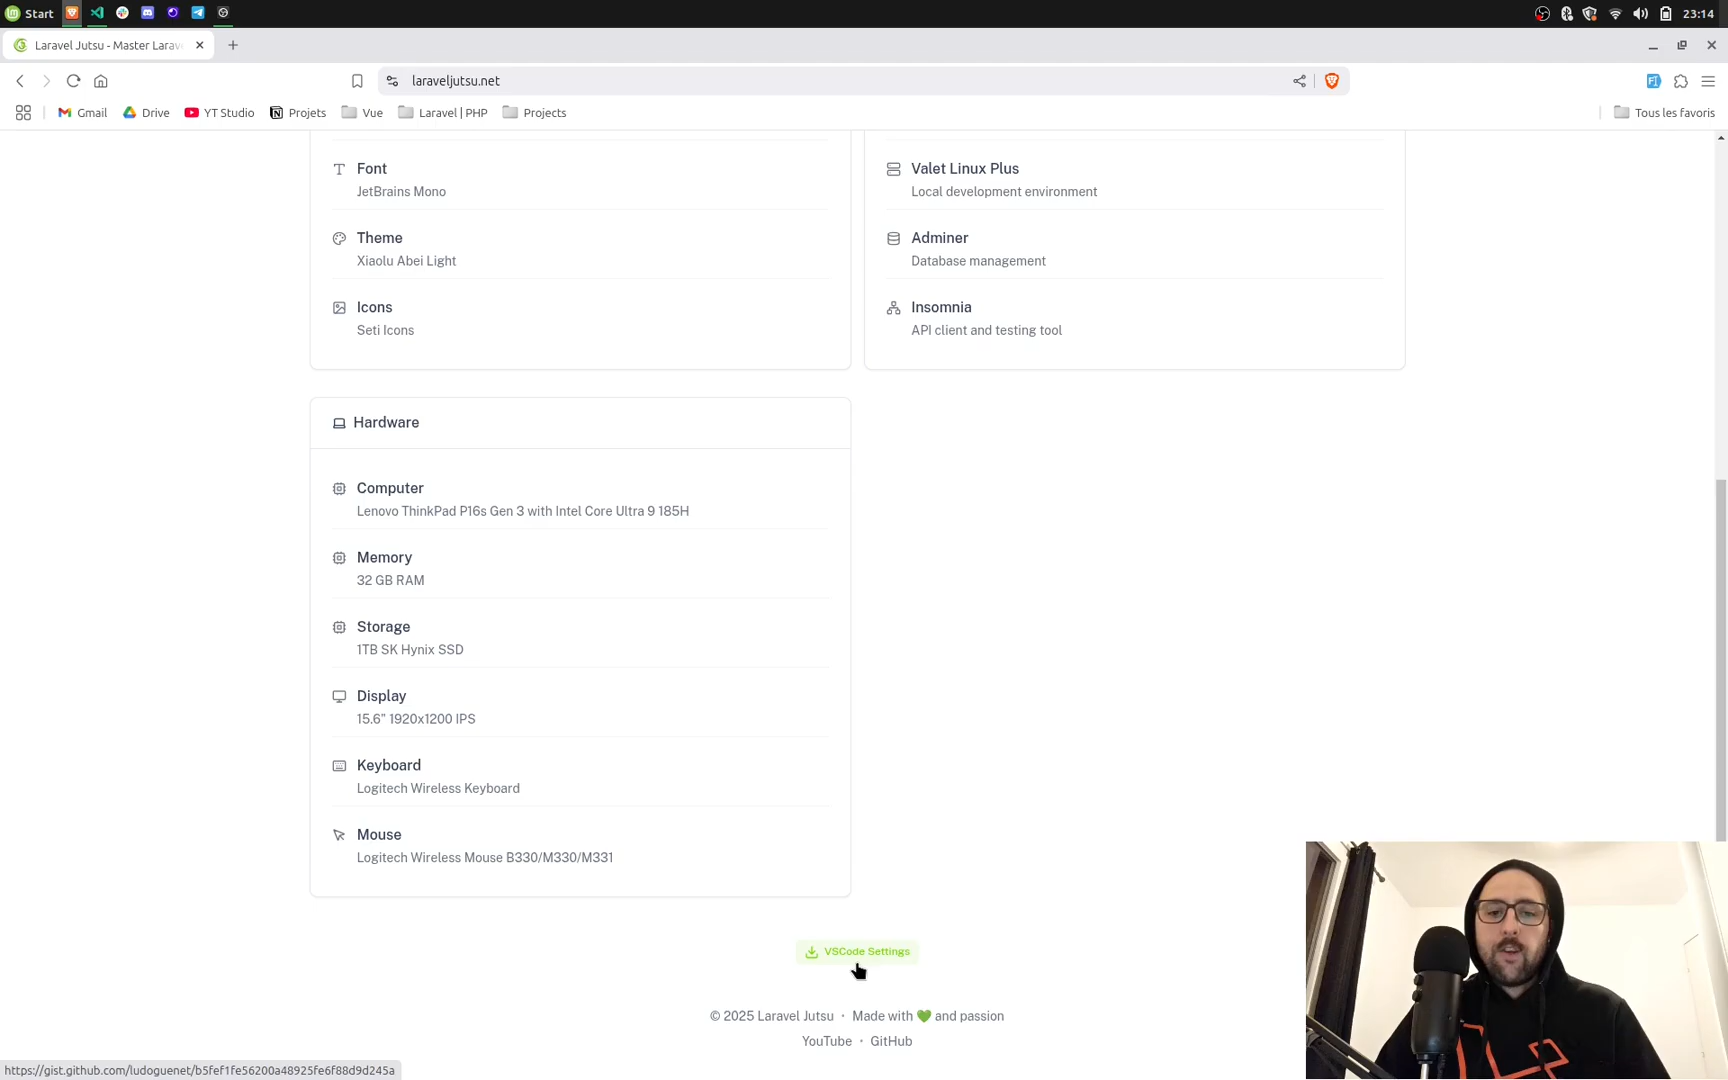 Start
23:14
Laravel Jutsu - Master Larav
laraveljutsu.net
Gmail
Drive
YT Studio
Projets
Vue
Laravel | PHP
Projects
Tous les favoris
Font
JetBrains Mono
Theme
Xiaolu Abei Light
Icons
Seti Icons
Valet Linux Plus
Local development environment
Adminer
Database management
Insomnia
API client and testing tool
Hardware
Computer
Lenovo ThinkPad P16s Gen 3 with Intel Core Ultra 9 185H
Memory
32 GB RAM
Storage
1TB SK Hynix SSD
Display
15.6" 1920x1200 IPS
Keyboard
Logitech Wireless Keyboard
Mouse
Logitech Wireless Mouse B330/M330/M331
VSCode Settings
© 2025 Laravel Jutsu · Made with 💚 and passion
YouTube · GitHub
https://gist.github.com/ludoguenet/b5fef1fe56200a48925fe6f88d9d245a